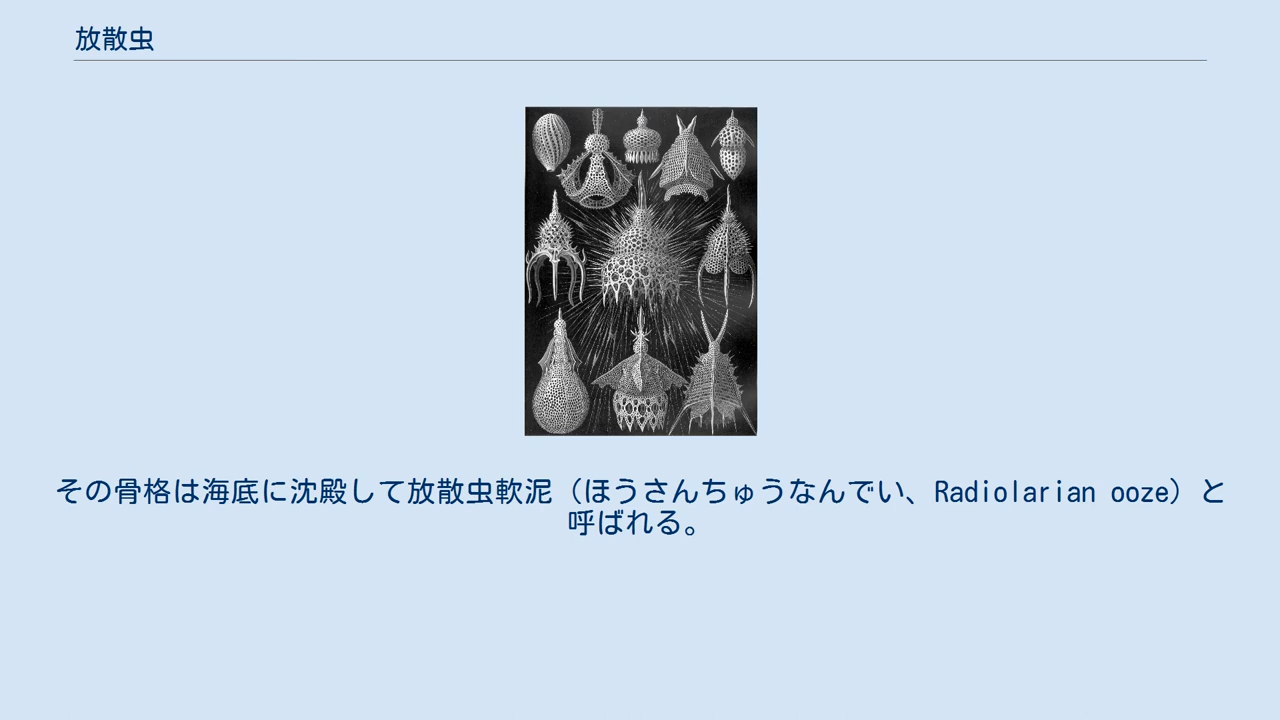 放散虫
その骨格は海底に沈殿して放散虫軟泥（ほうさんちゅうなんでい、Radiolarian ooze）と
呼ばれる。